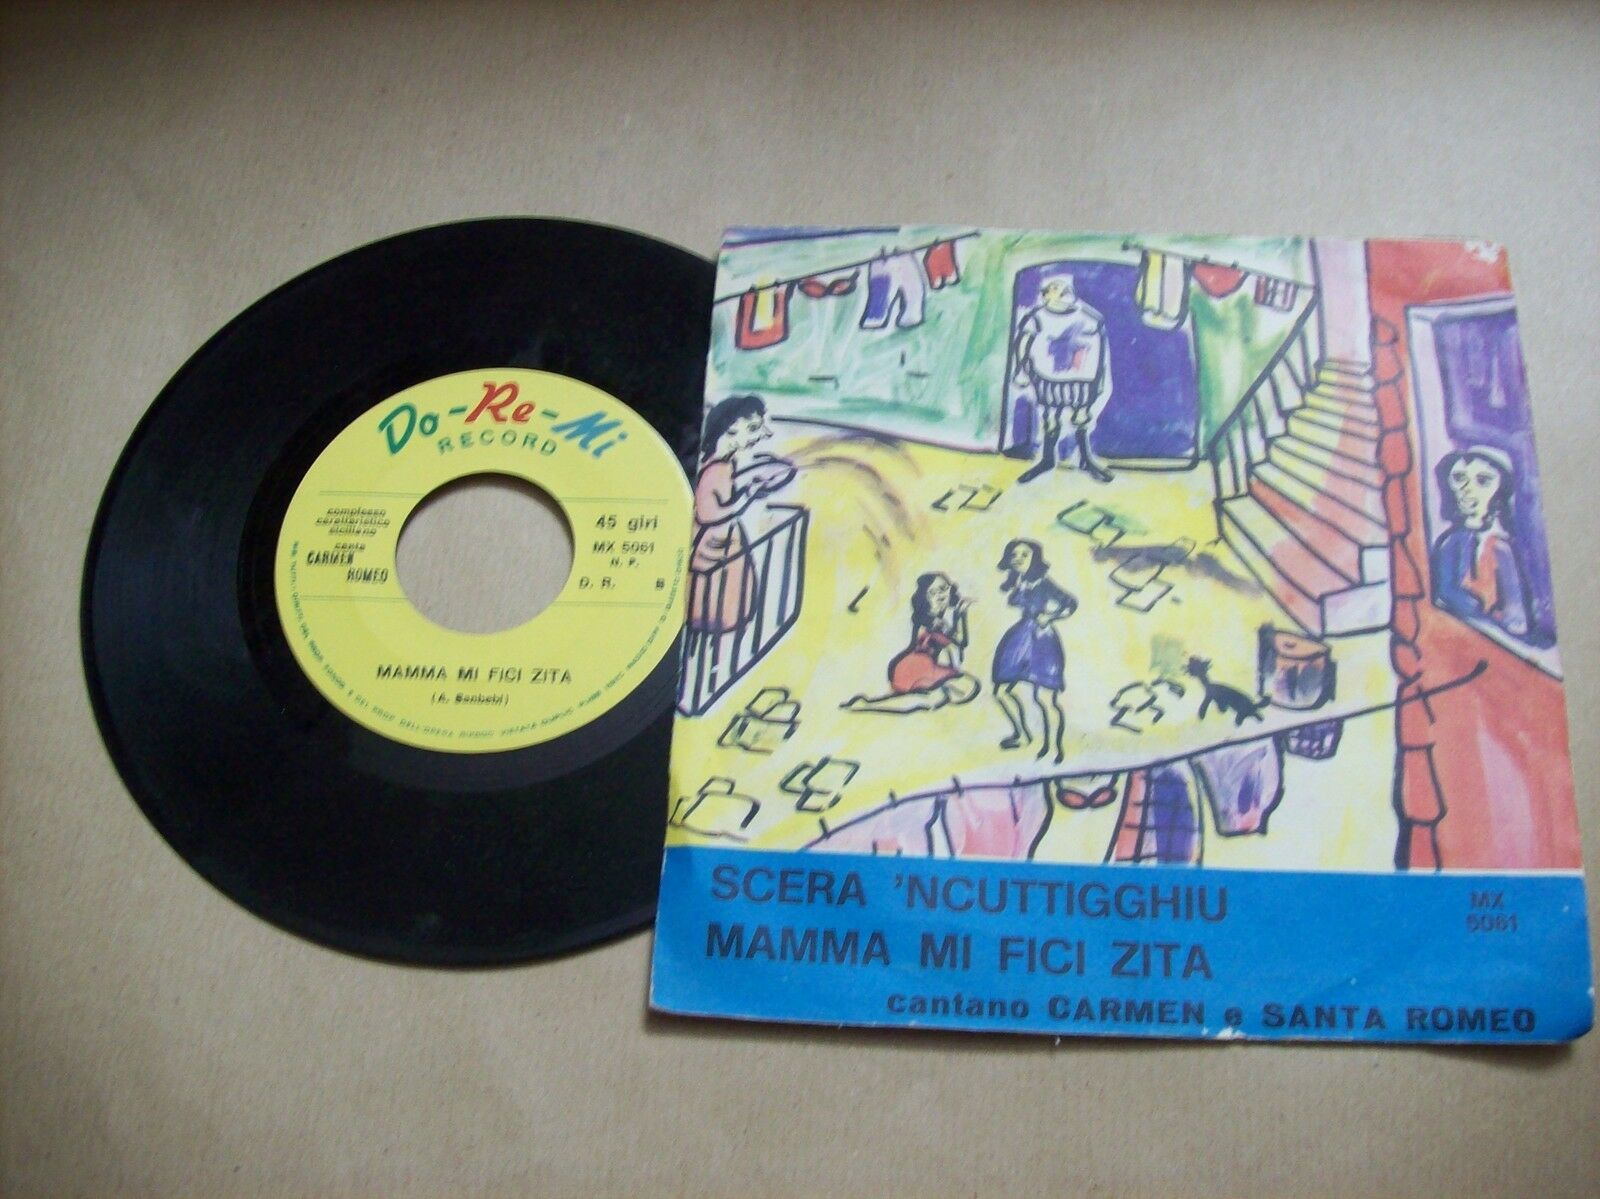 Do-Re-Mi
RECORD
complesso
caratteristico
siciliano
canta
CARMEN
ROMEO
45 giri
MX 5061
N. P.
D. R. B
MAMMA MI FICI ZITA
SCERA 'NCUTTIGGHIU
MAMMA MI FICI ZITA
MX
5061
cantano CARMEN e SANTA ROMEO